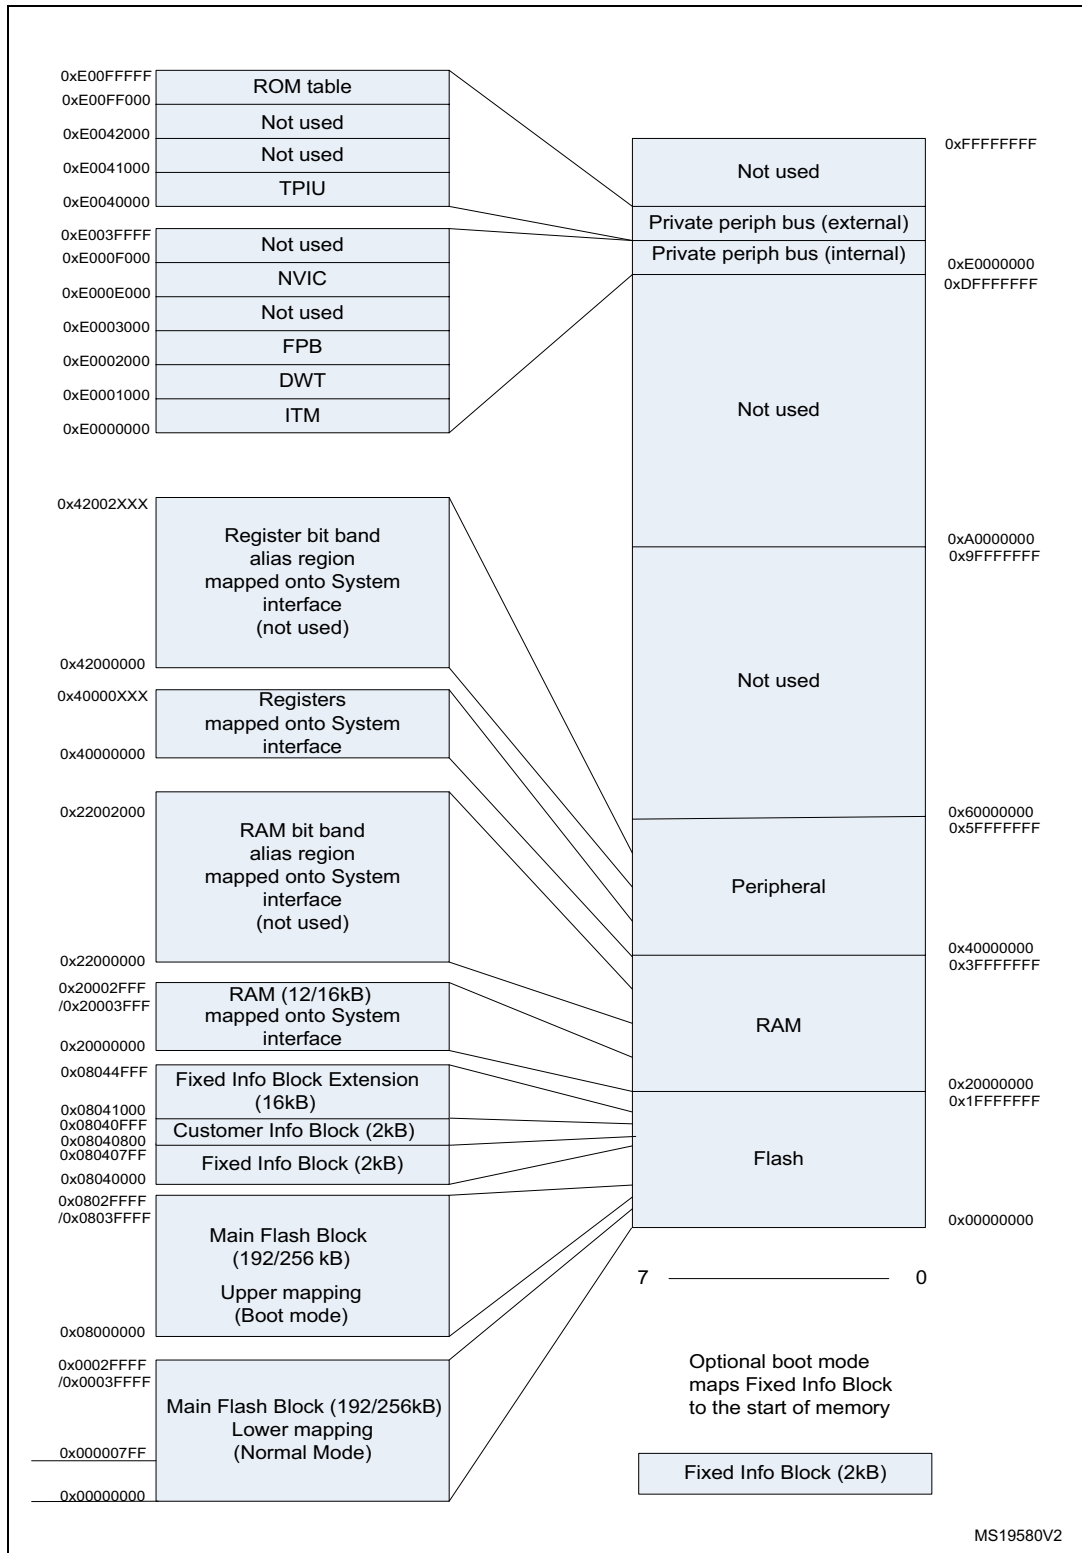 0xE00FFFFF
ROM table
0xE00FF000
Not used
0xE0042000
Not used
0xE0041000
TPIU
0xE0040000
0xE003FFFF
Not used
0xE000F000
NVIC
0xE000E000
Not used
0xE0003000
FPB
0xE0002000
DWT
0xE0001000
ITM
0xE0000000
0x42002XXX
Register bit band
alias region
mapped onto System
interface
(not used)
0x42000000
0x40000XXX
Registers
mapped onto System
interface
0x40000000
0x22002000
RAM bit band
alias region
mapped onto System
interface
(not used)
0x22000000
0x20002FFF
/0x20003FFF
RAM (12/16kB)
mapped onto System
interface
0x20000000
0x08044FFF
Fixed Info Block Extension
(16kB)
0x08041000
0x08040FFF
Customer Info Block (2kB)
0x08040800
0x080407FF
Fixed Info Block (2kB)
0x08040000
0x0802FFFF
/0x0803FFFF
Main Flash Block
(192/256 kB)
Upper mapping
(Boot mode)
0x08000000
0x0002FFFF
/0x0003FFFF
Main Flash Block (192/256kB)
Lower mapping
(Normal Mode)
0x000007FF
0x00000000
0xFFFFFFFF
Not used
Private periph bus (external)
Private periph bus (internal)
0xE0000000
0xDFFFFFFF
Not used
0xA0000000
0x9FFFFFFF
Not used
0x60000000
0x5FFFFFFF
Peripheral
0x40000000
0x3FFFFFFF
RAM
0x20000000
0x1FFFFFFF
Flash
0x00000000
7 0
Optional boot mode
maps Fixed Info Block
to the start of memory
Fixed Info Block (2kB)
MS19580V2